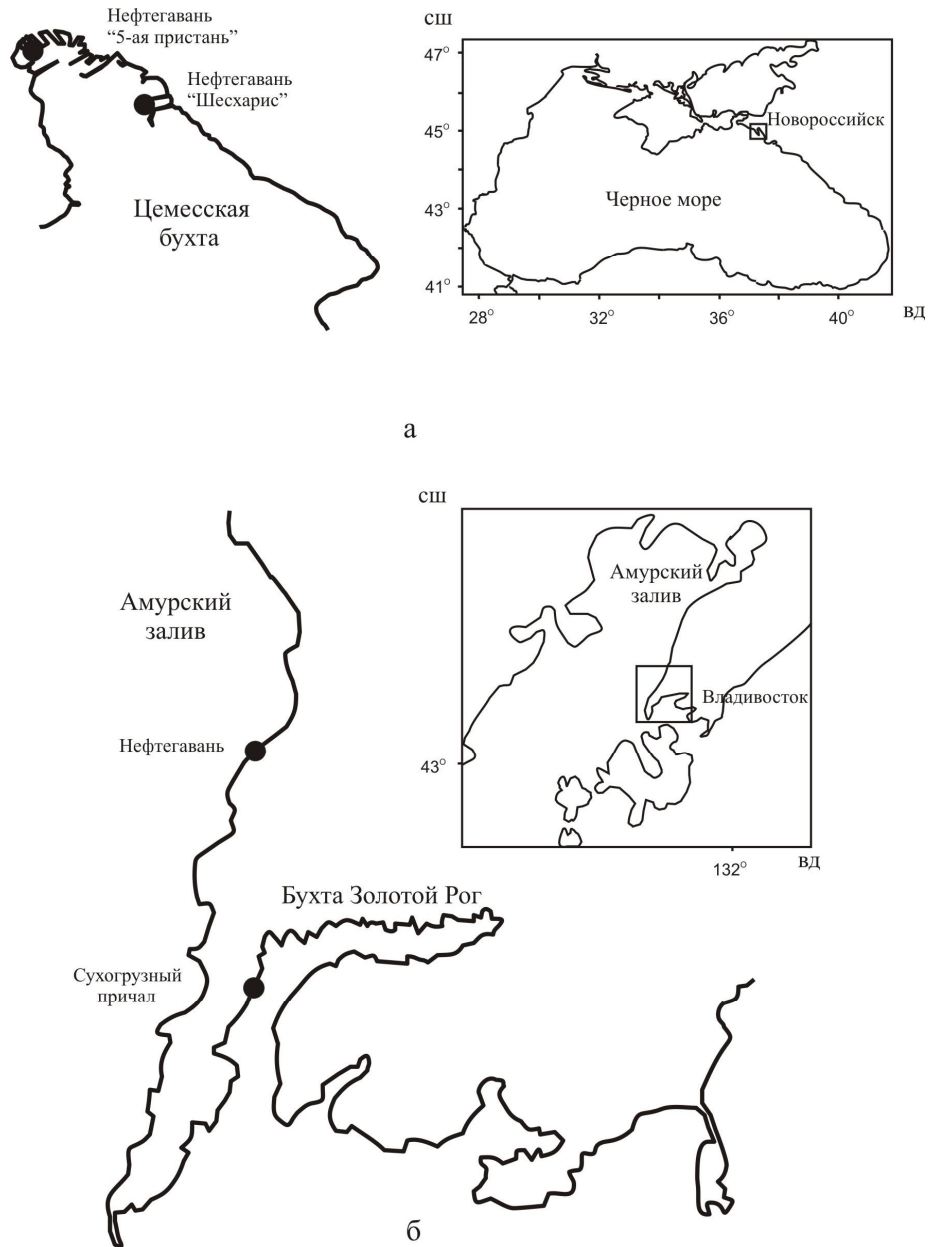 Нефтегавань
“5-ая пристань”
Нефтегавань
“Шесхарис”
Цемесская
бухта
сш
47°
45°
43°
41°
Новороссийск
Черное море
28°
32°
36°
40°
вд
а
Амурский
залив
Нефтегавань
Бухта Золотой Рог
Сухогрузный
причал
сш
Амурский
залив
Владивосток
43°
132°
вд
б